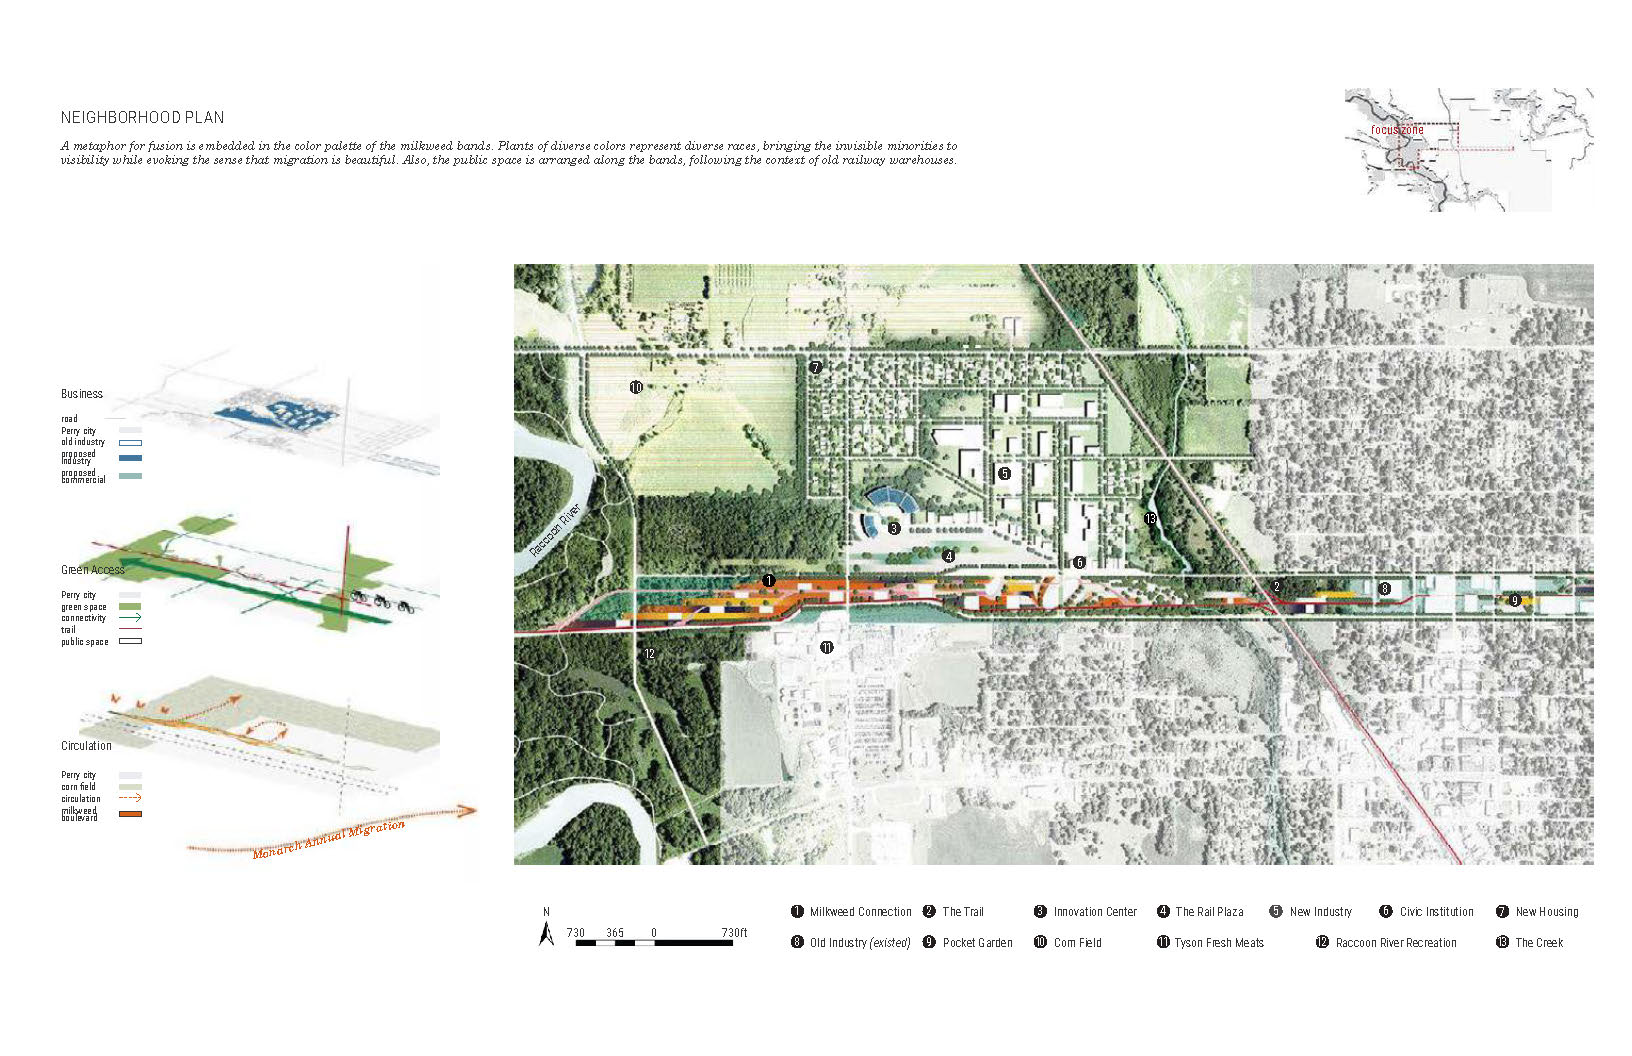 NEIGHBORHOOD PLAN
A metaphor for fusion is embedded in the color palette of the milkweed bands. Plants of diverse colors represent diverse races, bringing the invisible minorities to
visibility while evoking the sense that migration is beautiful. Also, the public space is arranged along the bands, following the context of old railway warehouses.
focus zone
Business
road
Perry city
old industry
proposed
Industry
proposed
commercial
Green Access
Perry city
green space
connectivity
trail
public space
Circulation
Perry city
corn field
circulation
milkweed
boulevard
Monarch Annual Migration
7
10
5
Raccoon River
3
13
4
6
1
2
8
9
12
11
N
730 365 0 730ft
1 Milkweed Connection 2 The Trail 3 Innovation Center 4 The Rail Plaza 5 New Industry 6 Civic Institution 7 New Housing
8 Old Industry (existed) 9 Pocket Garden 10 Corn Field 11 Tyson Fresh Meats 12 Raccoon River Recreation 13 The Creek